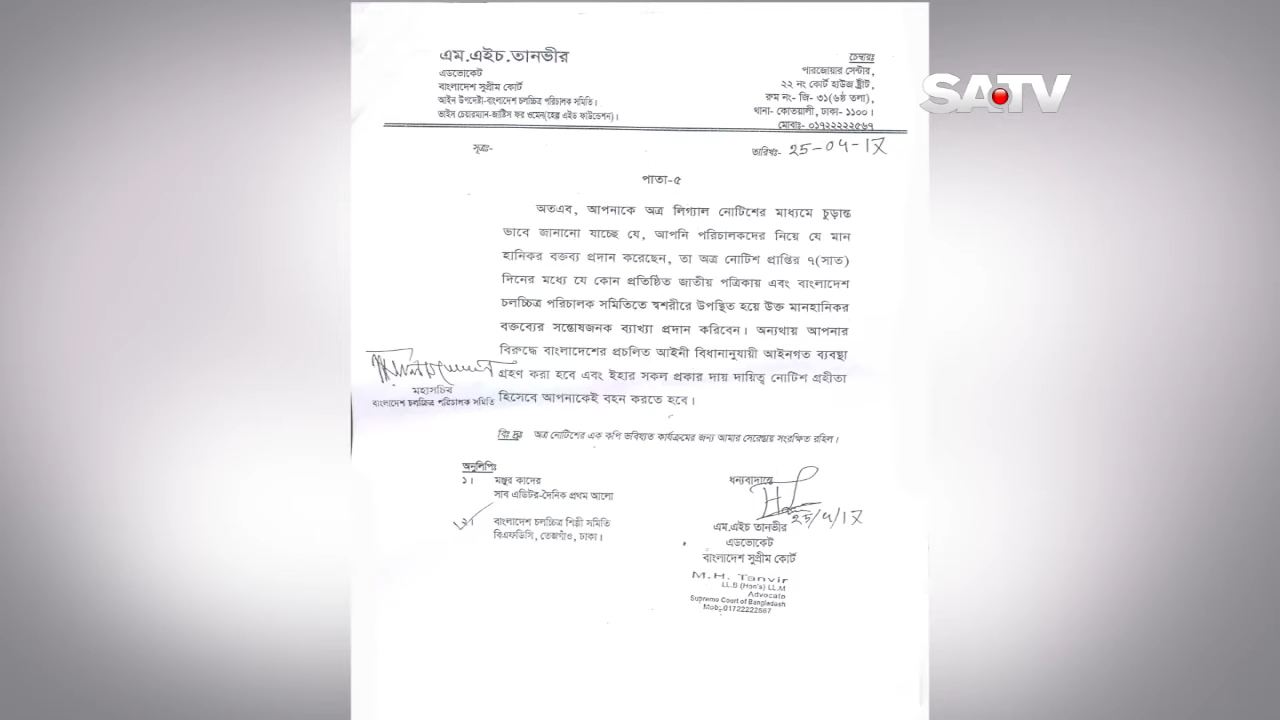 এম.এইচ.তানভীর
এডভোকেট
বাংলাদেশ সুপ্রীম কোর্ট
আইন উপদেষ্টা-বাংলাদেশ চলচ্চিত্র পরিচালক সমিতি।
ভাইস চেয়ারম্যান-জাষ্টিস ফর ওমেন(হেল্প এইড ফাউন্ডেশন)।
চেম্বারঃ
পারজোয়ার সেন্টার,
২২ নং কোর্ট হাউজ ষ্ট্রীট,
রুম নং- জি- ৩১(৬ষ্ঠ তলা),
থানা- কোতয়ালী, ঢাকা- ১১০০।
মোবাঃ- ০১৭২২২২২৫৬৭
SATV
সূত্রঃ-
তারিখঃ- 25-04-17
পাতা-৫
অতএব, আপনাকে অত্র লিগ্যাল নোটিশের মাধ্যমে চুড়ান্ত
ভাবে জানানো যাচ্ছে যে, আপনি পরিচালকদের নিয়ে যে মান
হানিকর বক্তব্য প্রদান করেছেন, তা অত্র নোটিশ প্রাপ্তির ৭(সাত)
দিনের মধ্যে যে কোন প্রতিষ্ঠিত জাতীয় পত্রিকায় এবং বাংলাদেশ
চলচ্চিত্র পরিচালক সমিতিতে স্বশরীরে উপস্থিত হয়ে উক্ত মানহানিকর
বক্তব্যের সন্তোষজনক ব্যাখ্যা প্রদান করিবেন। অন্যথায় আপনার
বিরুদ্ধে বাংলাদেশের প্রচলিত আইনী বিধানানুযায়ী আইনগত ব্যবস্থা
গ্রহণ করা হবে এবং ইহার সকল প্রকার দায় দায়িত্ব নোটিশ গ্রহীতা
হিসেবে আপনাকেই বহন করতে হবে।
মহাসচিব
বাংলাদেশ চলচ্চিত্র পরিচালক সমিতি
বিঃ দ্রঃ অত্র নোটিশের এক কপি ভবিষ্যত কার্যক্রমের জন্য আমার সেরেস্তায় সংরক্ষিত রহিল।
অনুলিপিঃ
১। মঞ্জুর কাদের
সাব এডিটর-দৈনিক প্রথম আলো
২। বাংলাদেশ চলচ্চিত্র শিল্পী সমিতি
বিএফডিসি, তেজগাঁও, ঢাকা।
ধন্যবাদান্তে
25/4/17
এম.এইচ তানভীর
এডভোকেট
বাংলাদেশ সুপ্রীম কোর্ট
M.H. Tanvir
LL.B (Hon's) LL.M
Advocate
Supreme Court of Bangladesh
Mob: 01722222567